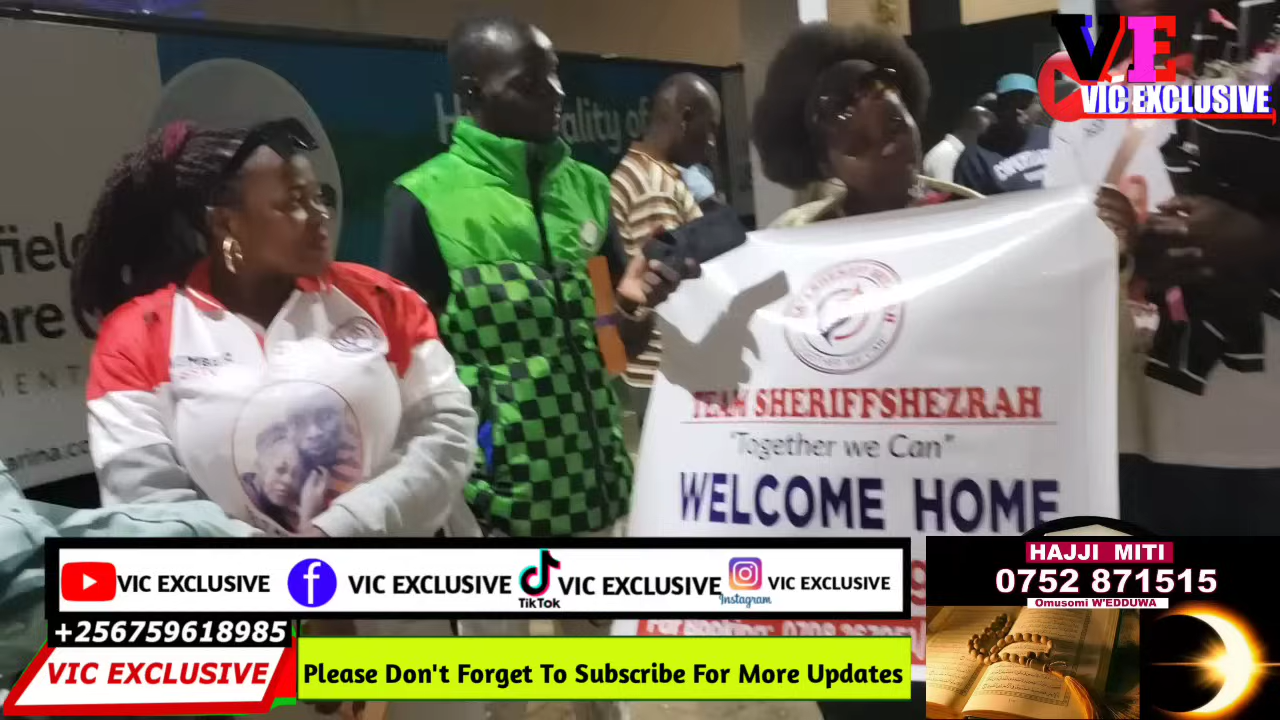 VE
VIC EXCLUSIVE
TEAM SHERIFFSHEZRAH
"Together we Can"
WELCOME HOME
VIC EXCLUSIVE
VIC EXCLUSIVE
TikTok
VIC EXCLUSIVE
Instagram
VIC EXCLUSIVE
+256759618985
VIC EXCLUSIVE
Please Don't Forget To Subscribe For More Updates
HAJJI MITI
0752 871515
Omusomi W'EDDUWA